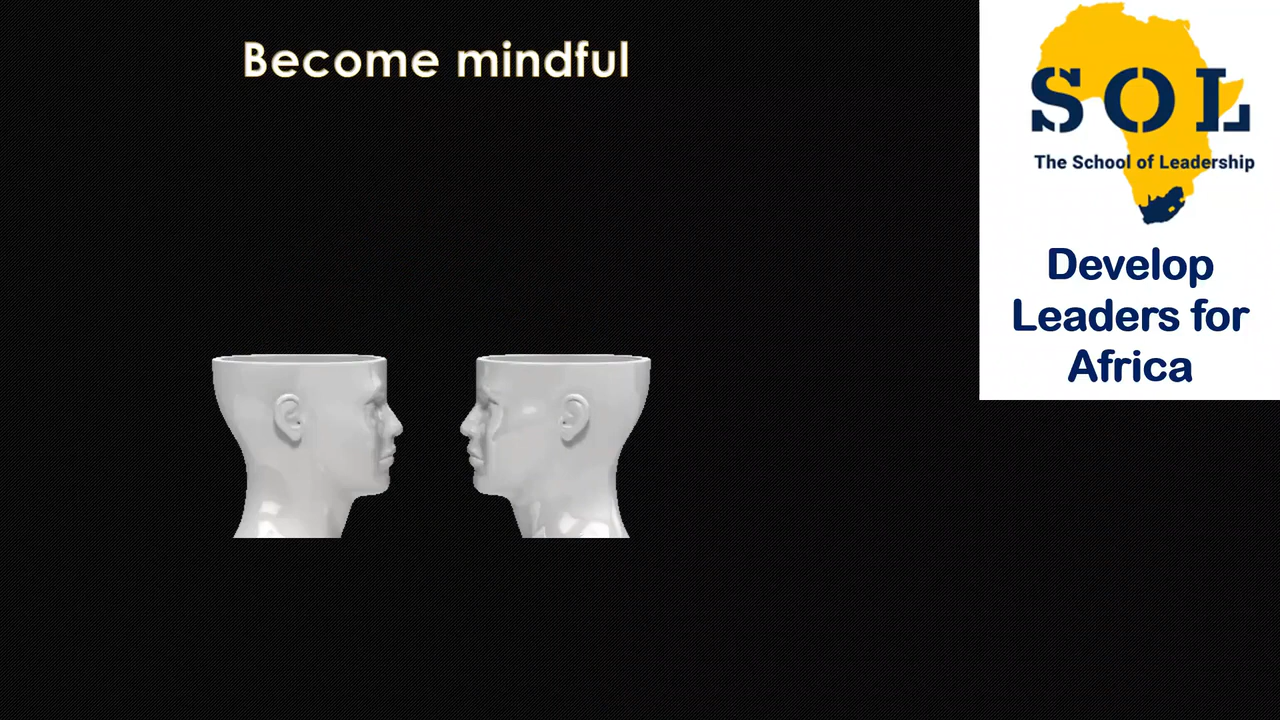 Become mindful
SOL
The School of Leadership
Develop
Leaders for
Africa